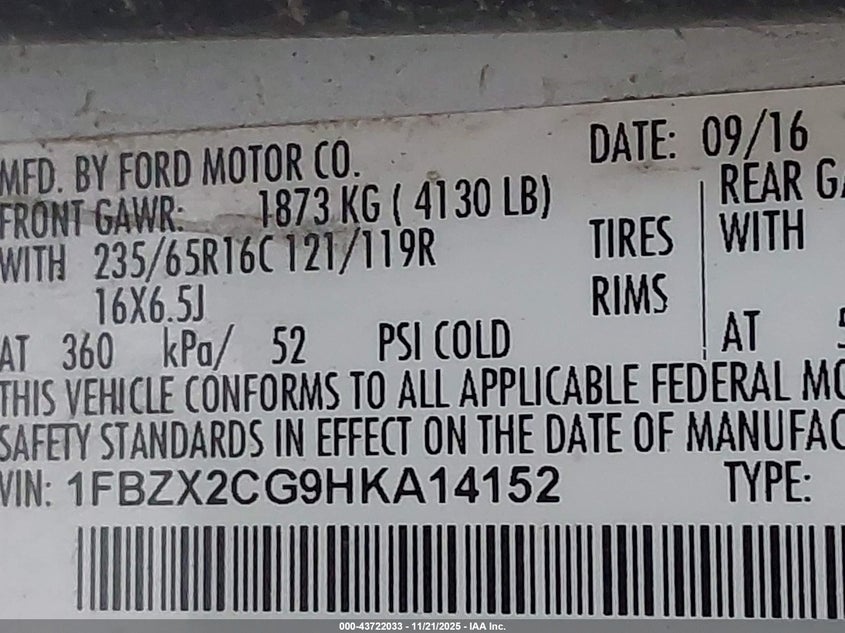 MFD. BY FORD MOTOR CO. DATE: 09/16
FRONT GAWR: 1873 KG ( 4130 LB) REAR
WITH 235/65R16C 121/119R TIRES WITH
16X6.5J RIMS
AT 360 kPa/ 52 PSI COLD AT
THIS VEHICLE CONFORMS TO ALL APPLICABLE FEDERAL
SAFETY STANDARDS IN EFFECT ON THE DATE OF
VIN: 1FBZX2CG9HKA14152 TYPE:
000-43722033 - 11/21/2025 - IAA Inc.